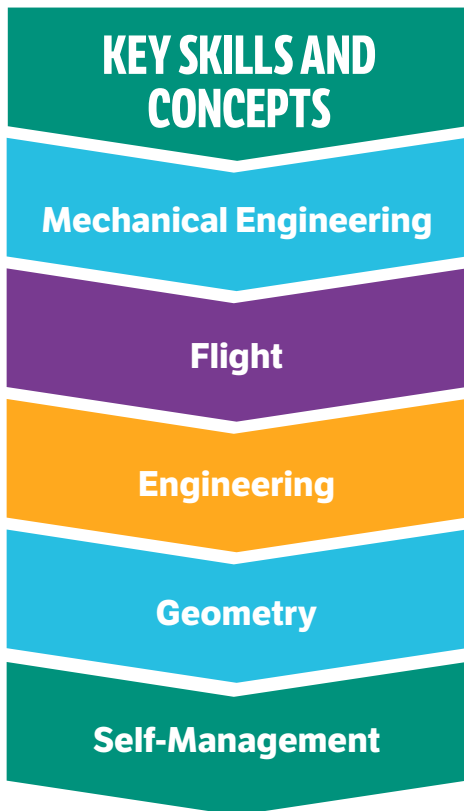 KEY SKILLS AND
CONCEPTS
Mechanical Engineering
Flight
Engineering
Geometry
Self-Management